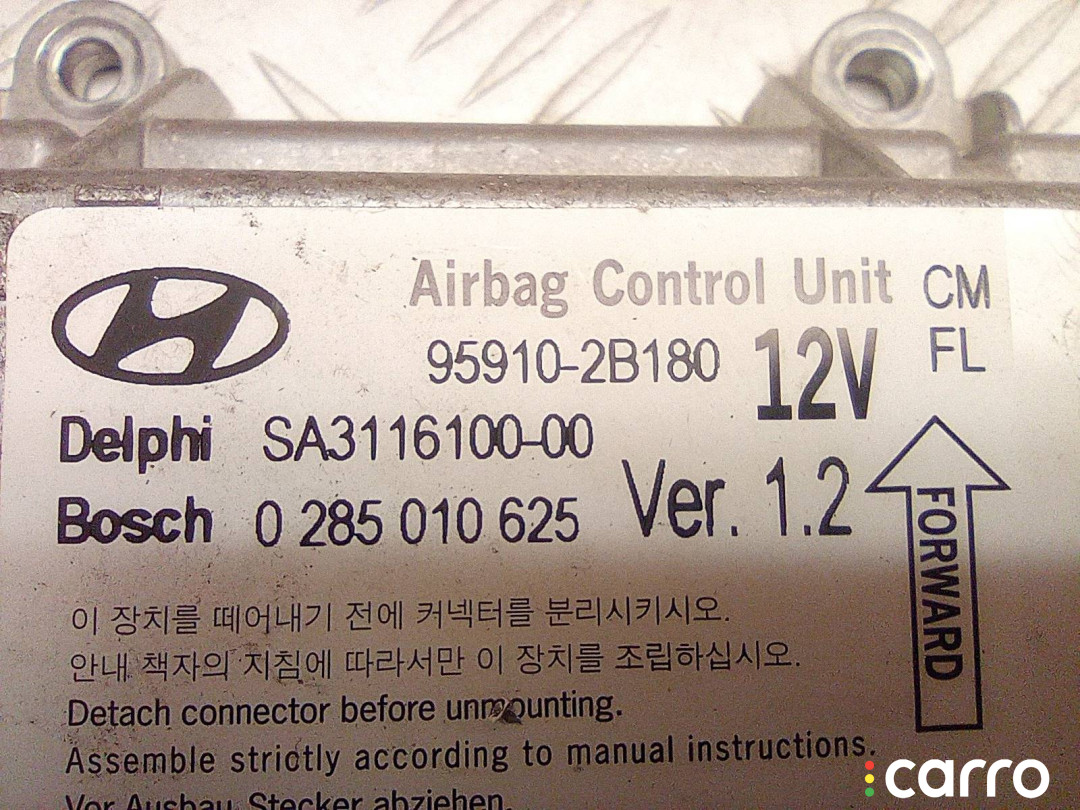 Airbag Control Unit CM
95910-2B180 12V FL
Delphi SA3116100-00
Bosch 0 285 010 625 Ver. 1.2
FORWARD
이 장치를 떼어내기 전에 커넥터를 분리시키시오.
안내 책자의 지침에 따라서만 이 장치를 조립하십시오.
Detach connector before unmounting.
Assemble strictly according to manual instructions.
Vor Ausbau Stecker abziehen.
carro